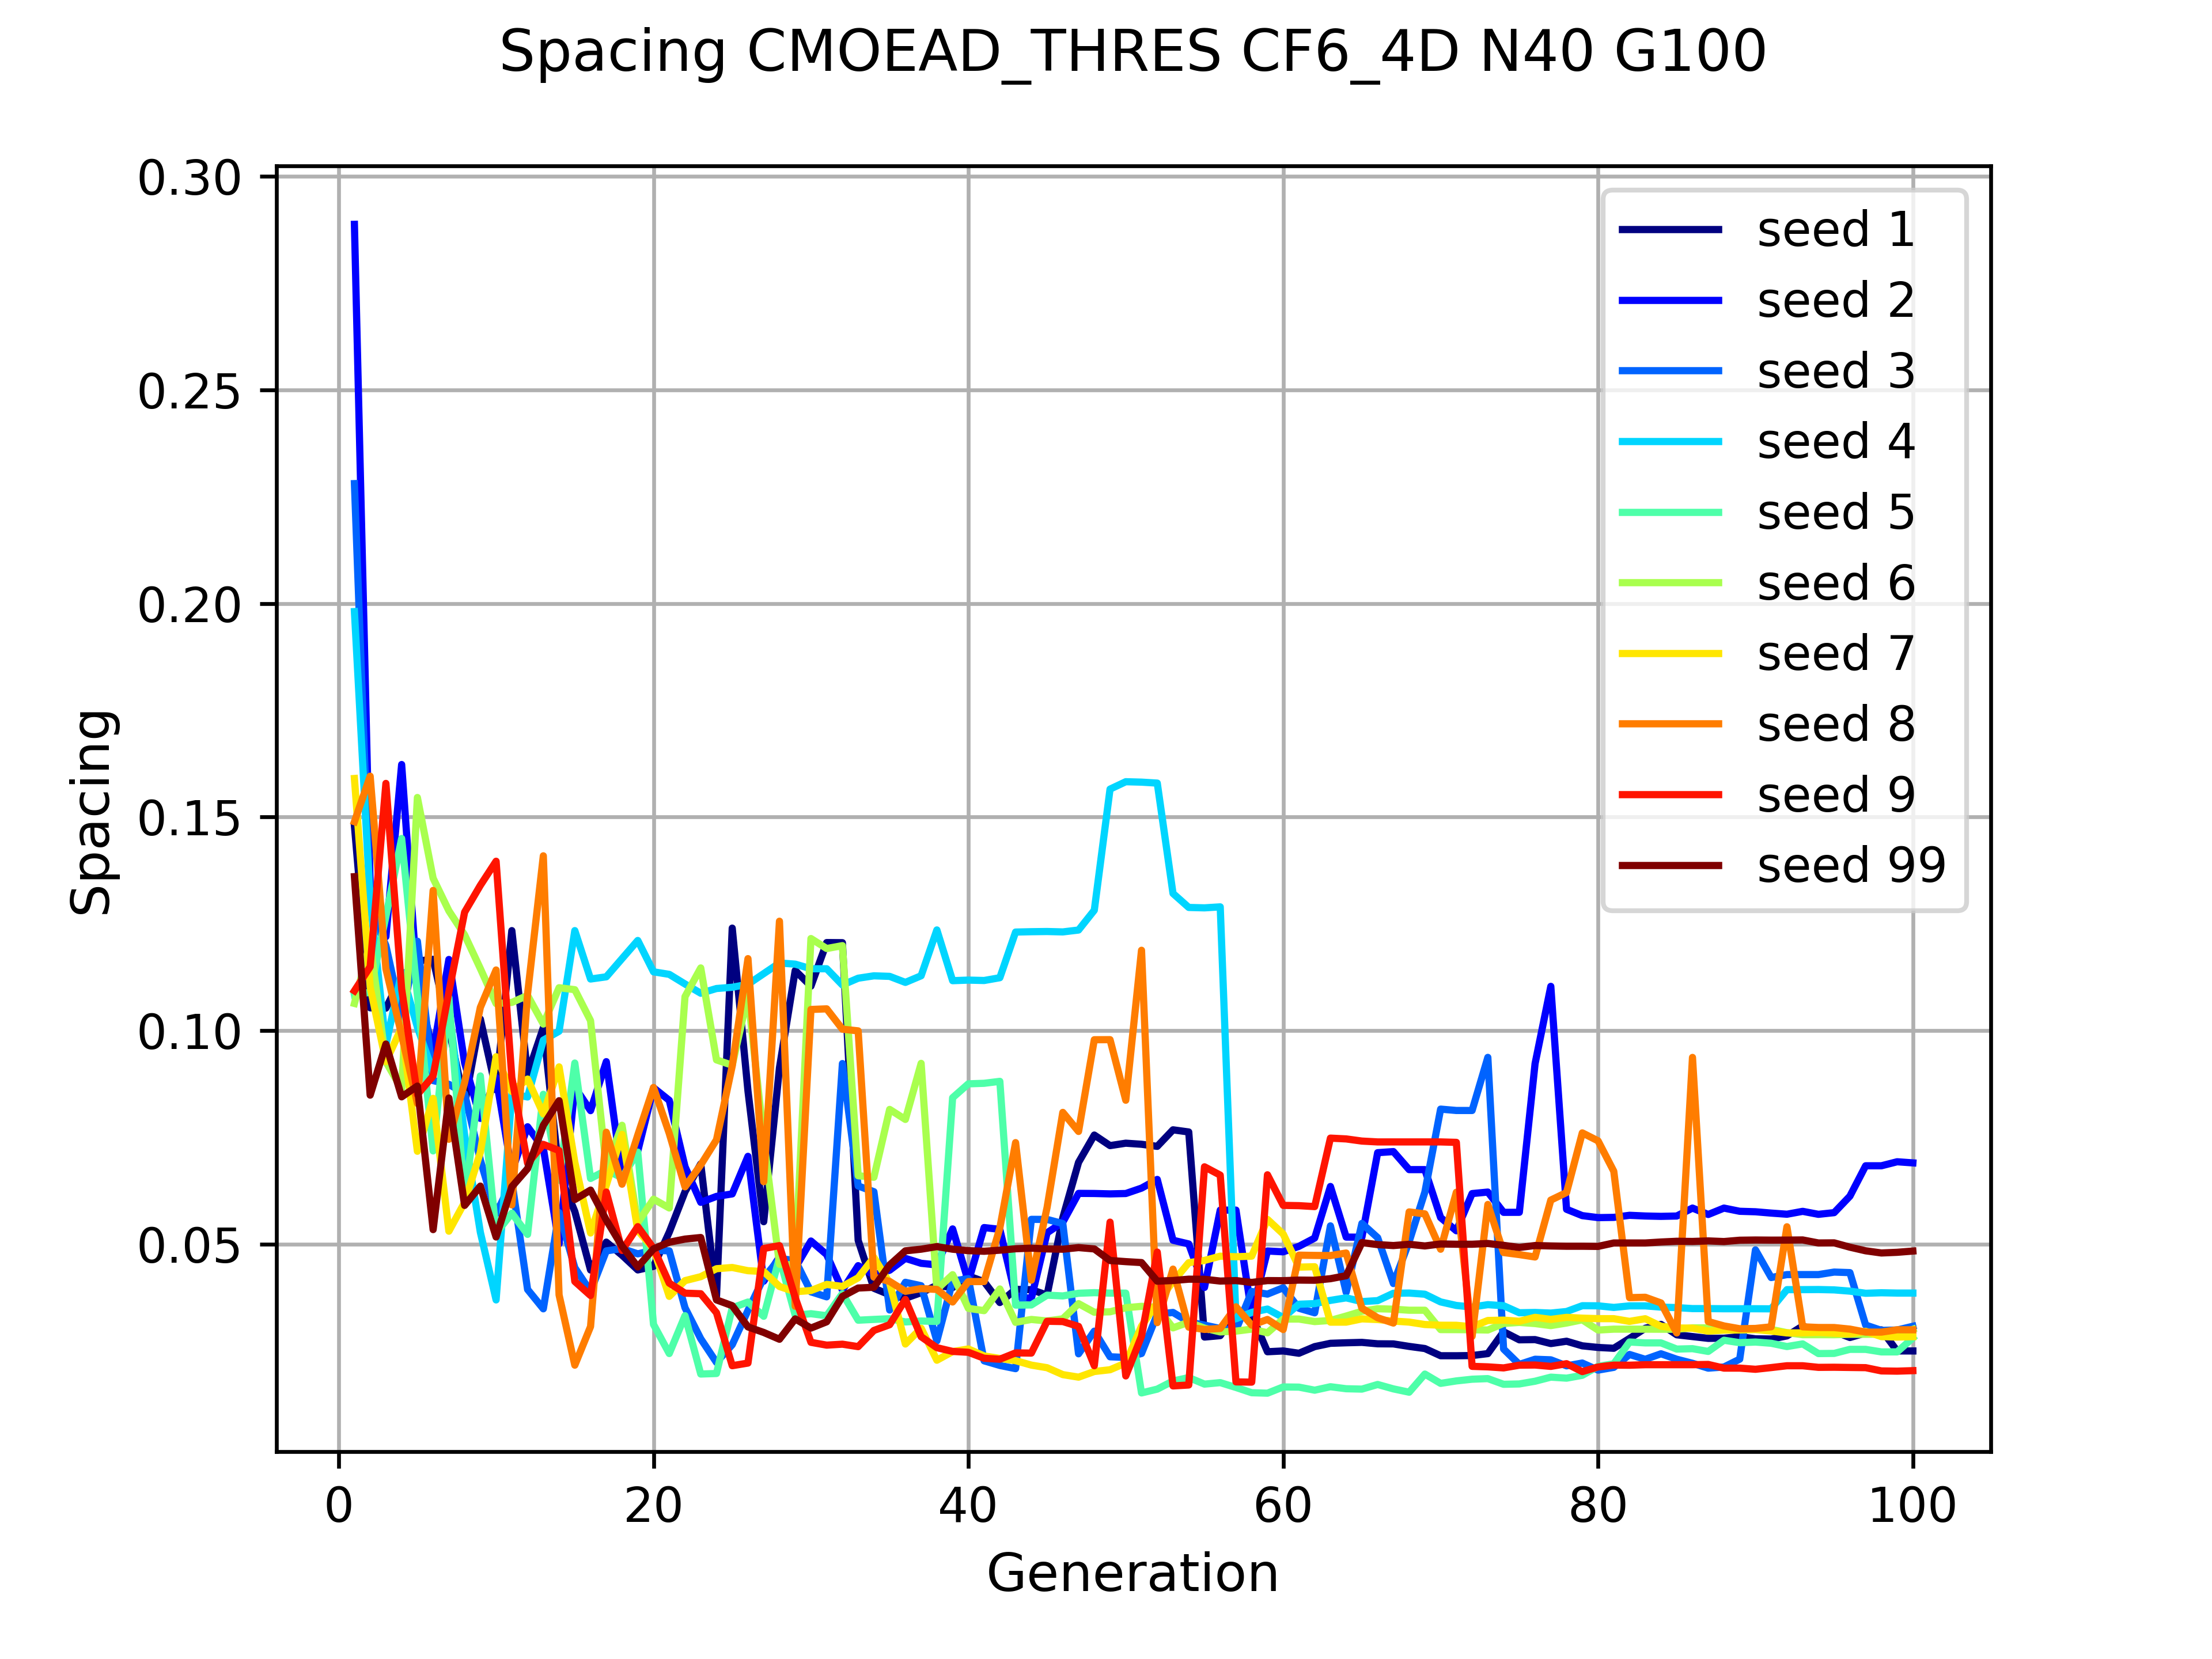 Spacing CMOEAD_THRES CF6_4D N40 G100
0.30
0.25
0.20
0.15
0.10
0.05
Spacing
0 20 40 60 80 100
Generation
seed 1
seed 2
seed 3
seed 4
seed 5
seed 6
seed 7
seed 8
seed 9
seed 99